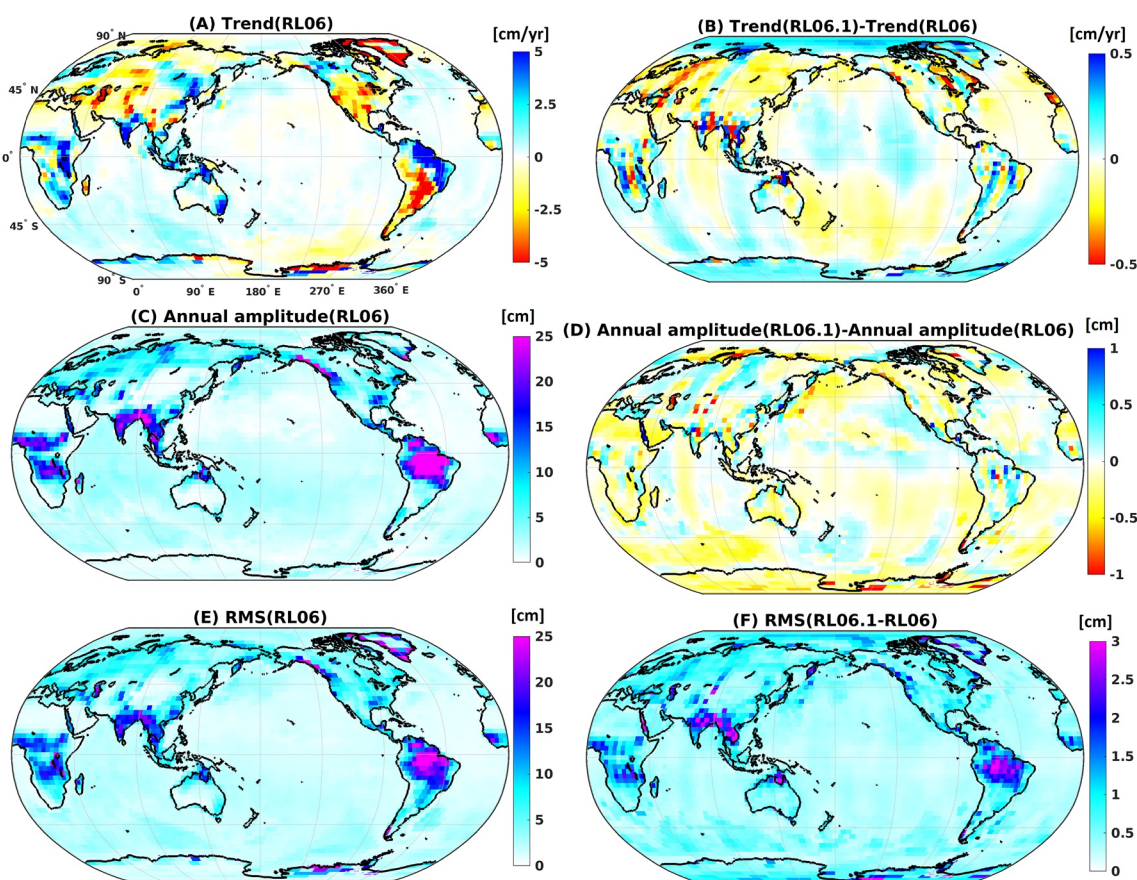 (A) Trend(RL06)
[cm/yr]
90° N
45° N
0°
45° S
90° S
0°
90° E
180° E
270° E
360° E
5
2.5
0
-2.5
-5
(B) Trend(RL06.1)-Trend(RL06)
[cm/yr]
0.5
0
-0.5
(C) Annual amplitude(RL06)
[cm]
25
20
15
10
5
0
(D) Annual amplitude(RL06.1)-Annual amplitude(RL06)
[cm]
1
0.5
0
-0.5
-1
(E) RMS(RL06)
[cm]
25
20
15
10
5
0
(F) RMS(RL06.1-RL06)
[cm]
3
2.5
2
1.5
1
0.5
0